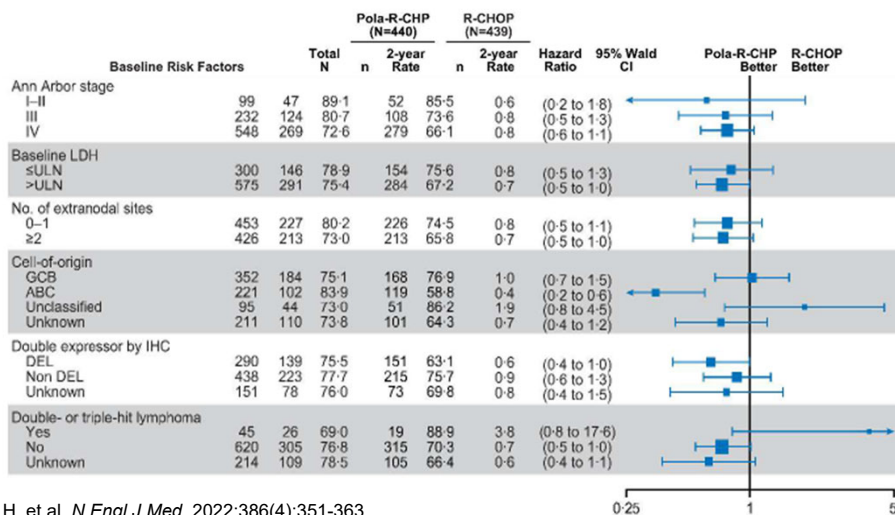 Pola-R-CHP R-CHOP
(N=440) (N=439)
Total 2-year 2-year Hazard 95% Wald Pola-R-CHP R-CHOP
Baseline Risk Factors N n Rate n Rate Ratio CI Better Better
Ann Arbor stage
I–II 99 47 89·1 52 85·5 0·6 (0·2 to 1·8)
III 232 124 80·7 108 73·6 0·8 (0·5 to 1·3)
IV 548 269 72·6 279 66·1 0·8 (0·6 to 1·1)
Baseline LDH
≤ULN 300 146 78·9 154 75·6 0·8 (0·5 to 1·3)
>ULN 575 291 75·4 284 67·2 0·7 (0·5 to 1·0)
No. of extranodal sites
0–1 453 227 80·2 226 74·5 0·8 (0·5 to 1·1)
≥2 426 213 73·0 213 65·8 0·7 (0·5 to 1·0)
Cell-of-origin
GCB 352 184 75·1 168 76·9 1·0 (0·7 to 1·5)
ABC 221 102 83·9 119 58·8 0·4 (0·2 to 0·6)
Unclassified 95 44 73·0 51 86·2 1·9 (0·8 to 4·5)
Unknown 211 110 73·8 101 64·3 0·7 (0·4 to 1·2)
Double expressor by IHC
DEL 290 139 75·5 151 63·1 0·6 (0·4 to 1·0)
Non DEL 438 223 77·7 215 75·7 0·9 (0·6 to 1·3)
Unknown 151 78 76·0 73 69·8 0·8 (0·4 to 1·5)
Double- or triple-hit lymphoma
Yes 45 26 69·0 19 88·9 3·8 (0·8 to 17·6)
No 620 305 76·8 315 70·3 0·7 (0·5 to 1·0)
Unknown 214 109 78·5 105 66·4 0·6 (0·4 to 1·1)
0·25 1 5
H, et al. N Engl J Med. 2022;386(4):351-363